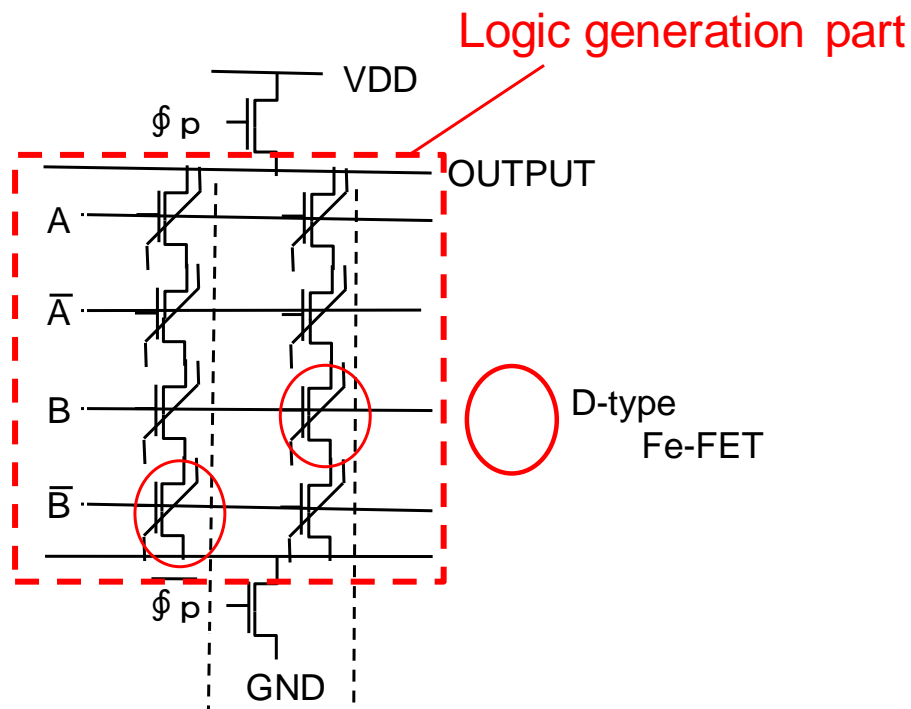 Logic generation part
VDD
∮ p
OUTPUT
A
A̅
B
D-type
Fe-FET
B̅
∮ p
GND